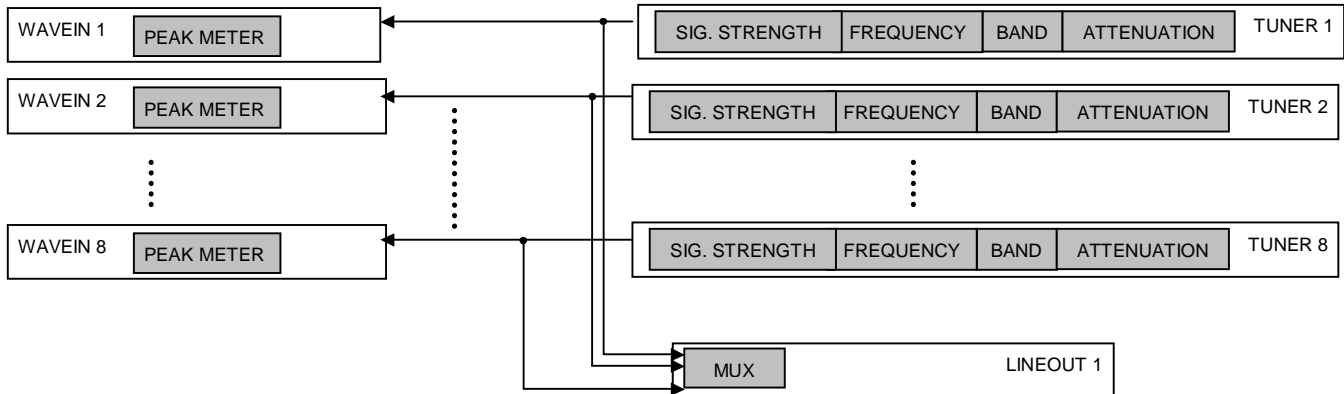 WAVEIN 1
PEAK METER
SIG. STRENGTH FREQUENCY BAND ATTENUATION
TUNER 1
WAVEIN 2
PEAK METER
SIG. STRENGTH FREQUENCY BAND ATTENUATION
TUNER 2
WAVEIN 8
PEAK METER
SIG. STRENGTH FREQUENCY BAND ATTENUATION
TUNER 8
MUX
LINEOUT 1